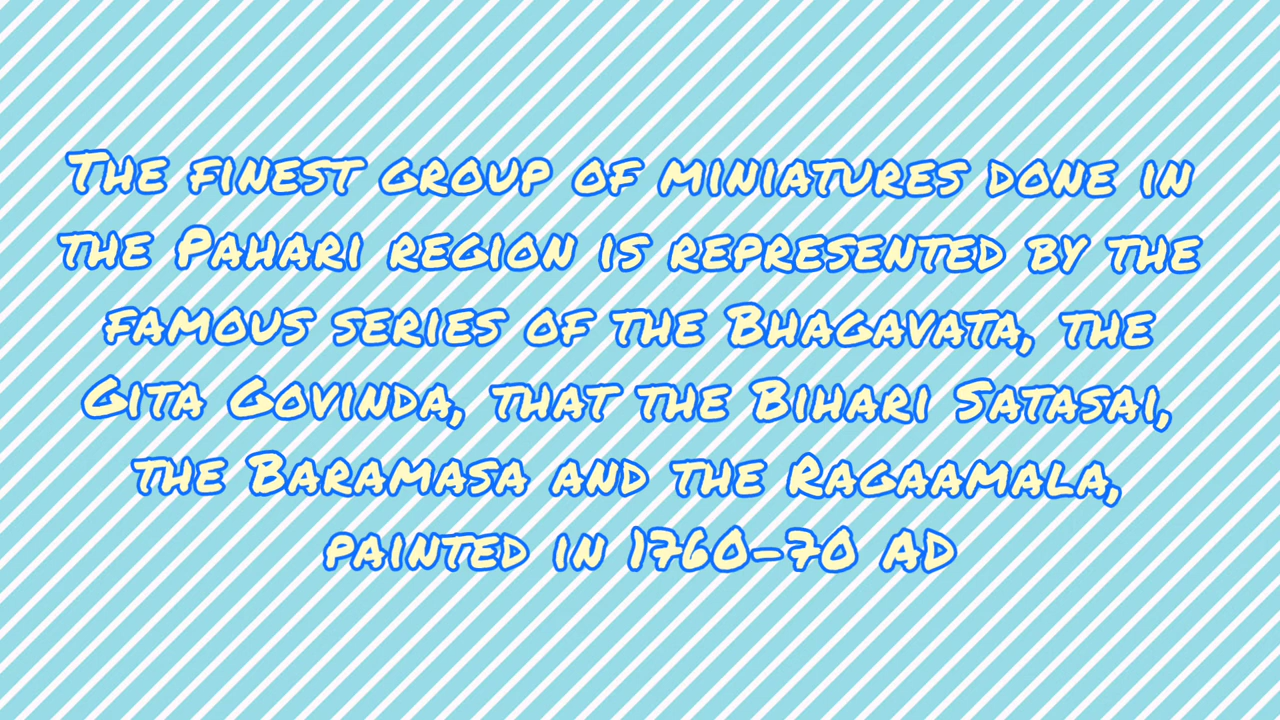 The finest group of miniatures done in
the Pahari region is represented by the
famous series of the Bhagavata, the
Gita Govinda, that the Bihari Satasai,
the Baramasa and the Ragaamala,
painted in 1760-70 AD